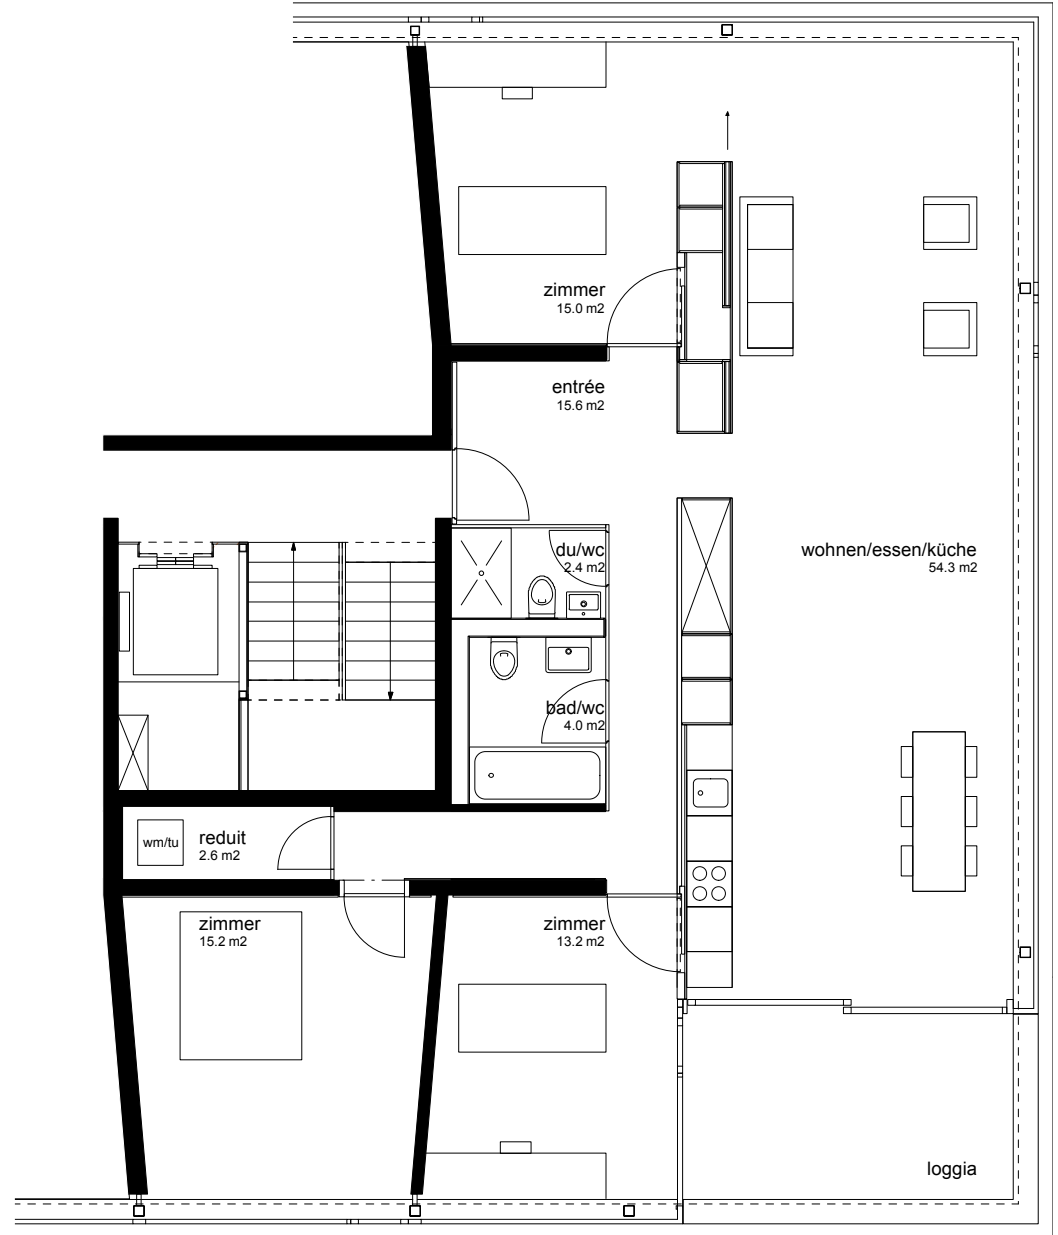 zimmer
15.0 m2
entrée
15.6 m2
du/wc
2.4 m2
wohnen/essen/küche
54.3 m2
bad/wc
4.0 m2
wm/tu
reduit
2.6 m2
zimmer
15.2 m2
zimmer
13.2 m2
loggia